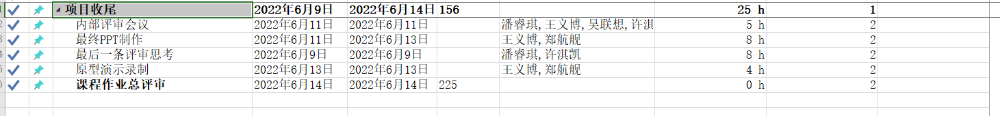 1 项目收尾 2022年6月9日 2022年6月14日 156 25 h 1
2 内部评审会议 2022年6月11日 2022年6月11日 潘睿琪,王义博,吴联想,许淇 5 h 2
3 最终PPT制作 2022年6月11日 2022年6月13日 王义博,郑航舰 8 h 2
4 最后一条评审思考 2022年6月9日 2022年6月9日 潘睿琪,许淇凯 8 h 2
5 原型演示录制 2022年6月13日 2022年6月13日 王义博,郑航舰 4 h 2
6 课程作业总评审 2022年6月14日 2022年6月14日 225 0 h 2